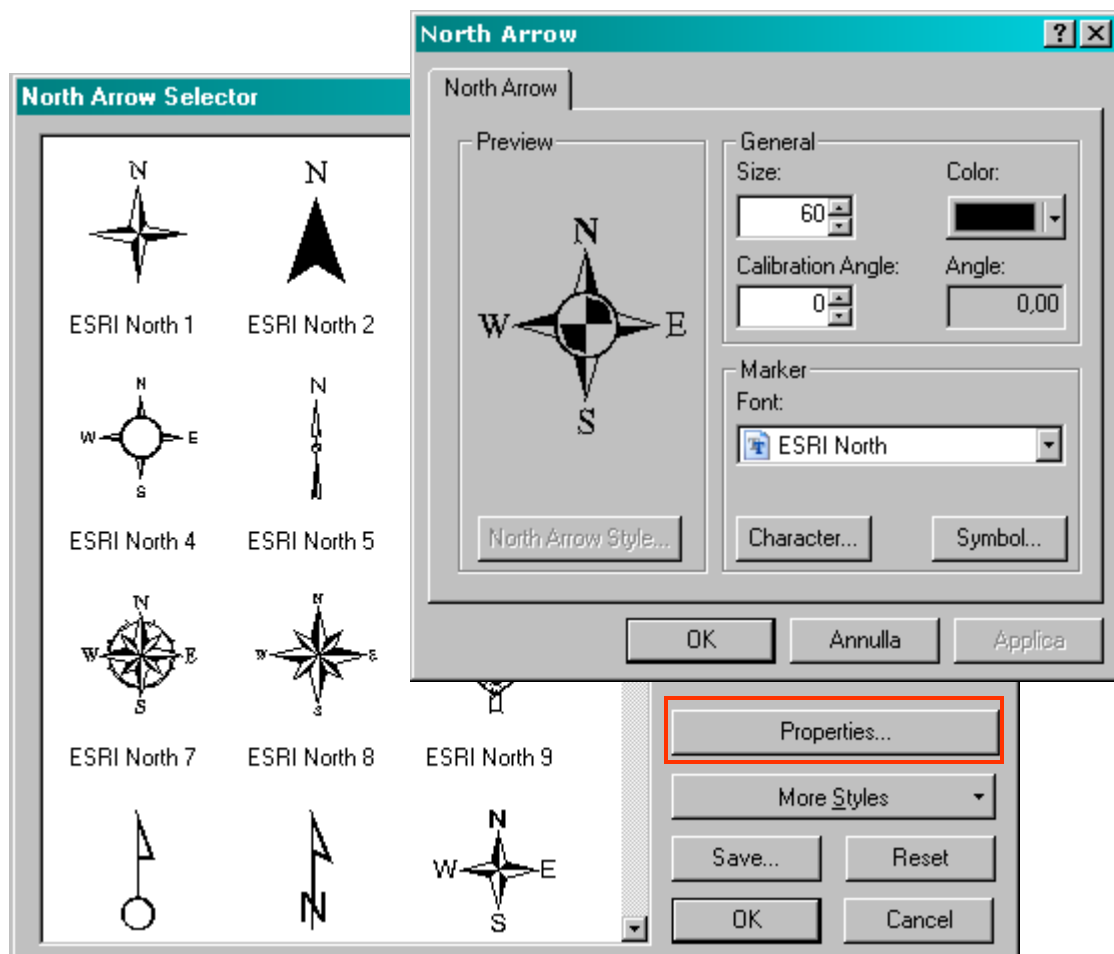 North Arrow
North Arrow
Preview
N
W E
S
North Arrow Style...
General
Size: Color:
60
Calibration Angle: Angle:
0 0,00
Marker
Font:
ESRI North
Character... Symbol...
OK Annulla Applica
North Arrow Selector
N N
ESRI North 1 ESRI North 2
N N
W E
S
ESRI North 4 ESRI North 5
N N
W E W E
S S
ESRI North 7 ESRI North 8 ESRI North 9
N
W E
N S
Properties...
More Styles
Save... Reset
OK Cancel